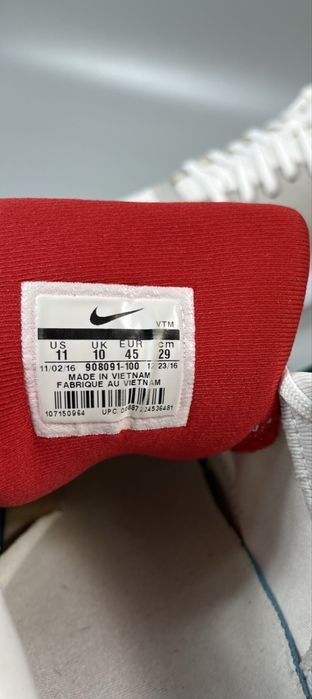 VTM
US UK EUR cm
11 10 45 29
11/02/16 908091-100 12/23/16
MADE IN VIETNAM
FABRIQUE AU VIETNAM
107150964 UPC